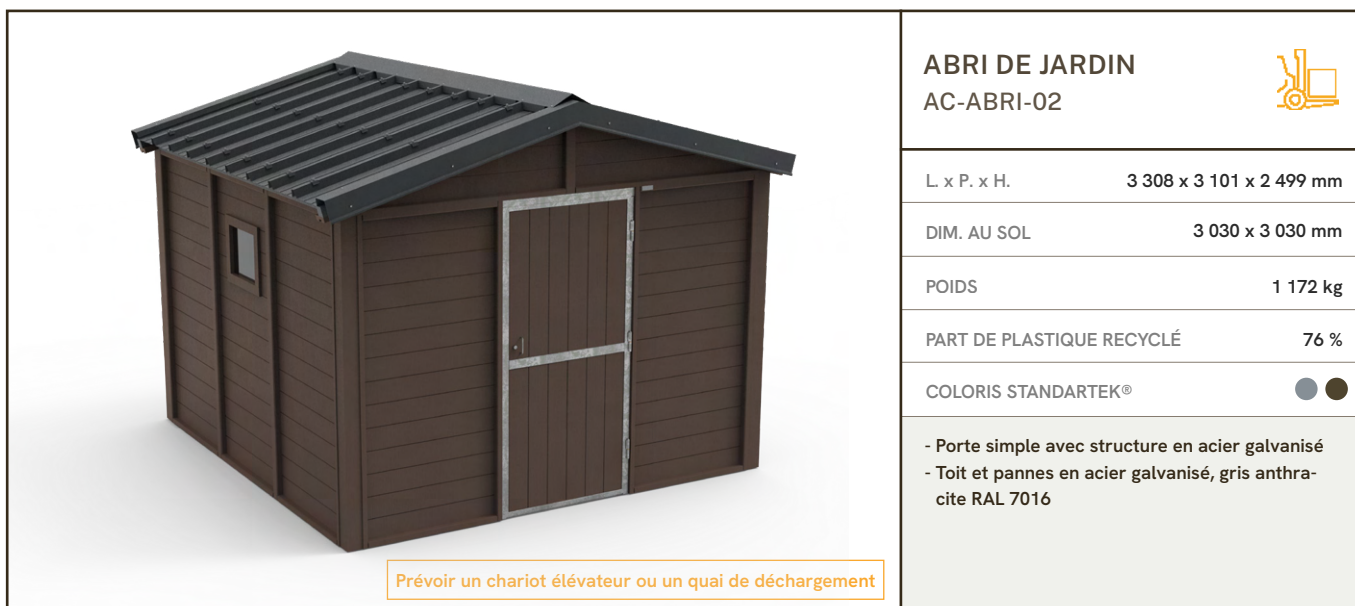 ABRI DE JARDIN
AC-ABRI-02
L. x P. x H. 3 308 x 3 101 x 2 499 mm
DIM. AU SOL 3 030 x 3 030 mm
POIDS 1 172 kg
PART DE PLASTIQUE RECYCLÉ 76 %
COLORIS STANDARTEK®
- Porte simple avec structure en acier galvanisé
- Toit et pannes en acier galvanisé, gris anthra-
cite RAL 7016
Prévoir un chariot élévateur ou un quai de déchargement